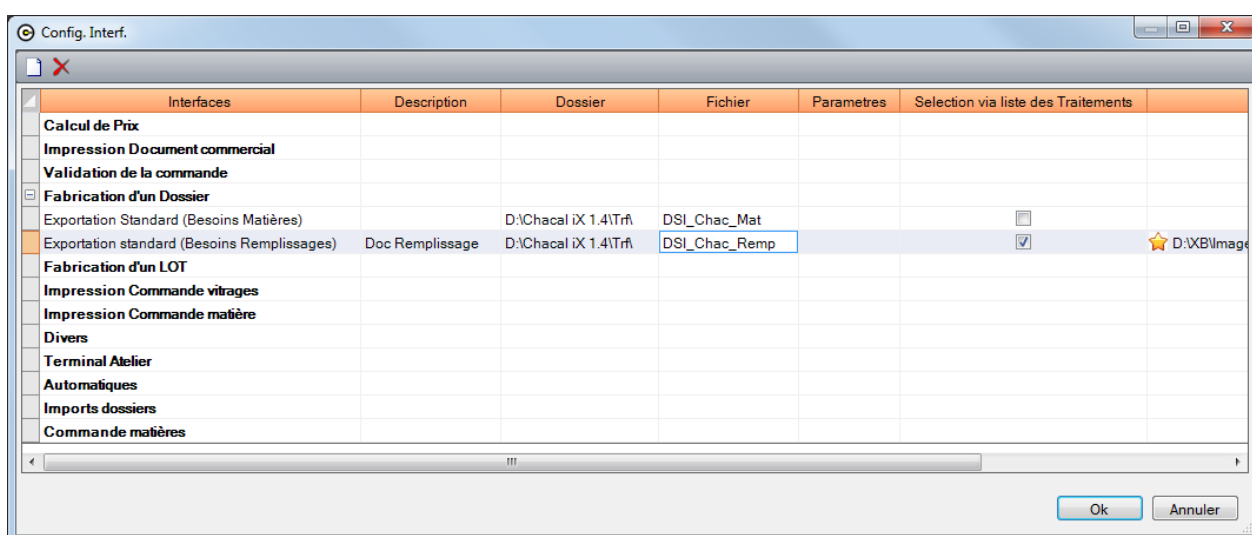 Config. Interf.
Interfaces Description Dossier Fichier Parametres Selection via liste des Traitements
Calcul de Prix
Impression Document commercial
Validation de la commande
Fabrication d'un Dossier
Exportation Standard (Besoins Matières) D:\Chacal iX 1.4\Trf\ DSI_Chac_Mat
Exportation standard (Besoins Remplissages) Doc Remplissage D:\Chacal iX 1.4\Trf\ DSI_Chac_Remp D:\XB\Image
Fabrication d'un LOT
Impression Commande vitrages
Impression Commande matière
Divers
Terminal Atelier
Automatiques
Imports dossiers
Commande matières
Ok Annuler